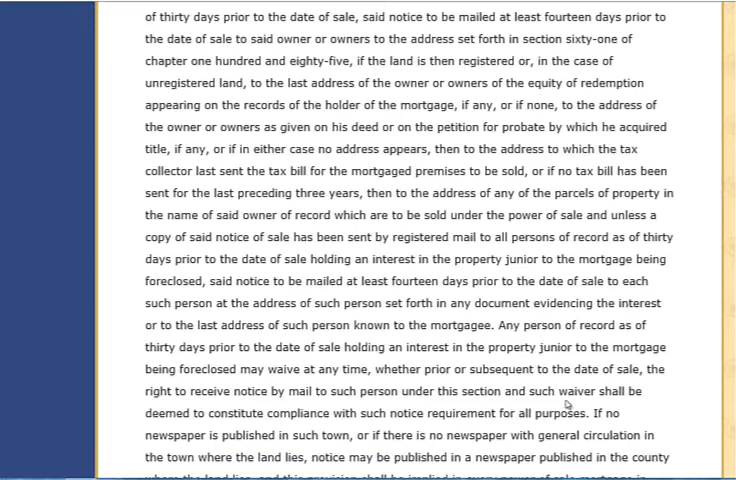 of thirty days prior to the date of sale, said notice to be mailed at least fourteen days prior to
the date of sale to said owner or owners to the address set forth in section sixty-one of
chapter one hundred and eighty-five, if the land is then registered or, in the case of
unregistered land, to the last address of the owner or owners of the equity of redemption
appearing on the records of the holder of the mortgage, if any, or if none, to the address of
the owner or owners as given on his deed or on the petition for probate by which he acquired
title, if any, or if in either case no address appears, then to the address to which the tax
collector last sent the tax bill for the mortgaged premises to be sold, or if no tax bill has been
sent for the last preceding three years, then to the address of any of the parcels of property in
the name of said owner of record which are to be sold under the power of sale and unless a
copy of said notice of sale has been sent by registered mail to all persons of record as of thirty
days prior to the date of sale holding an interest in the property junior to the mortgage being
foreclosed, said notice to be mailed at least fourteen days prior to the date of sale to each
such person at the address of such person set forth in any document evidencing the interest
or to the last address of such person known to the mortgagee. Any person of record as of
thirty days prior to the date of sale holding an interest in the property junior to the mortgage
being foreclosed may waive at any time, whether prior or subsequent to the date of sale, the
right to receive notice by mail to such person under this section and such waiver shall be
deemed to constitute compliance with such notice requirement for all purposes. If no
newspaper is published in such town, or if there is no newspaper with general circulation in
the town where the land lies, notice may be published in a newspaper published in the county
where the land lies, and this provision shall be implied in every power of sale mortgage in